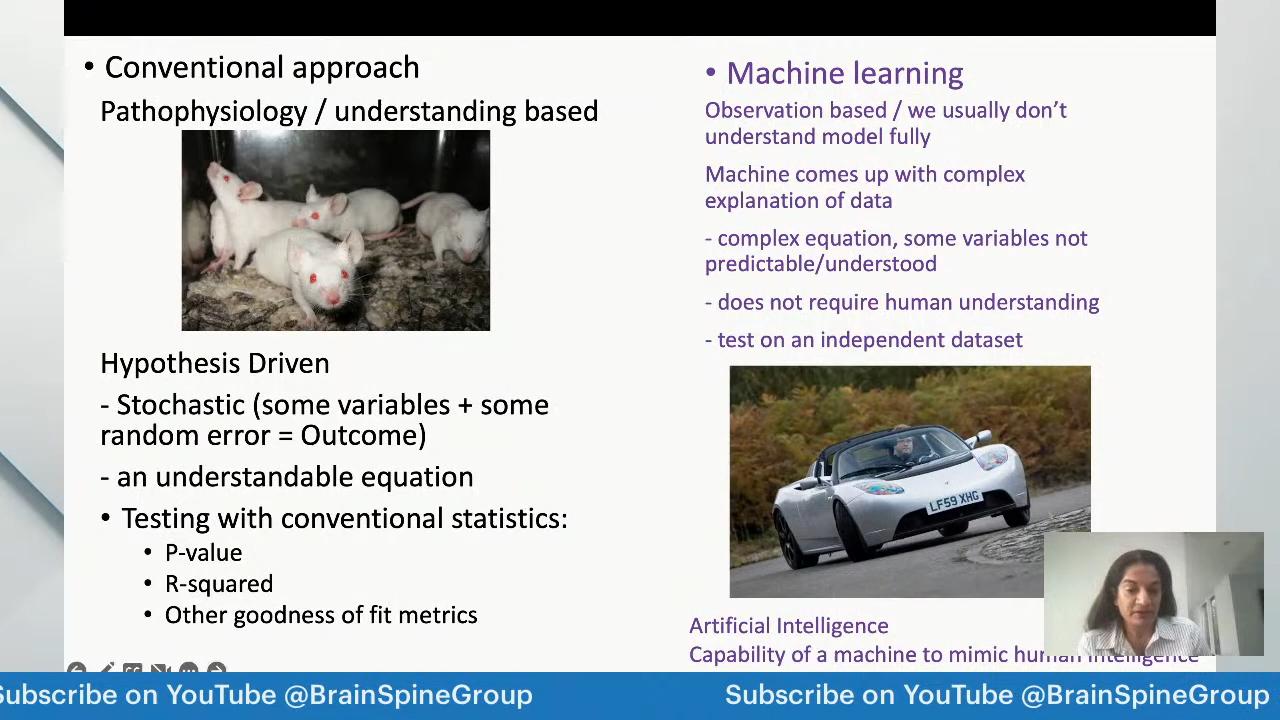 • Conventional approach
Pathophysiology / understanding based
Hypothesis Driven
- Stochastic (some variables + some
random error = Outcome)
- an understandable equation
• Testing with conventional statistics:
• P-value
• R-squared
• Other goodness of fit metrics
• Machine learning
Observation based / we usually don’t
understand model fully
Machine comes up with complex
explanation of data
- complex equation, some variables not
predictable/understood
- does not require human understanding
- test on an independent dataset
LF59 XHG
Artificial Intelligence
Capability of a machine to mimic human intelligence
Subscribe on YouTube @BrainSpineGroup
Subscribe on YouTube @BrainSpineGroup